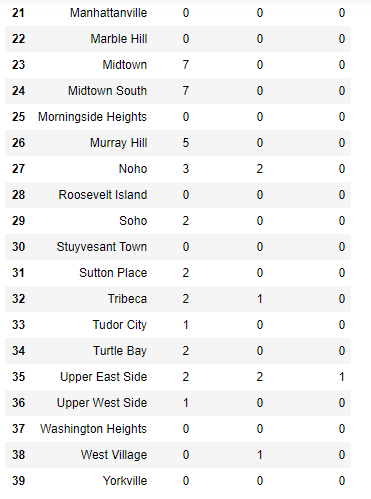 21 Manhattanville 0 0 0
22 Marble Hill 0 0 0
23 Midtown 7 0 0
24 Midtown South 7 0 0
25 Morningside Heights 0 0 0
26 Murray Hill 5 0 0
27 Noho 3 2 0
28 Roosevelt Island 0 0 0
29 Soho 2 0 0
30 Stuyvesant Town 0 0 0
31 Sutton Place 2 0 0
32 Tribeca 2 1 0
33 Tudor City 1 0 0
34 Turtle Bay 2 0 0
35 Upper East Side 2 2 1
36 Upper West Side 1 0 0
37 Washington Heights 0 0 0
38 West Village 0 1 0
39 Yorkville 0 0 0